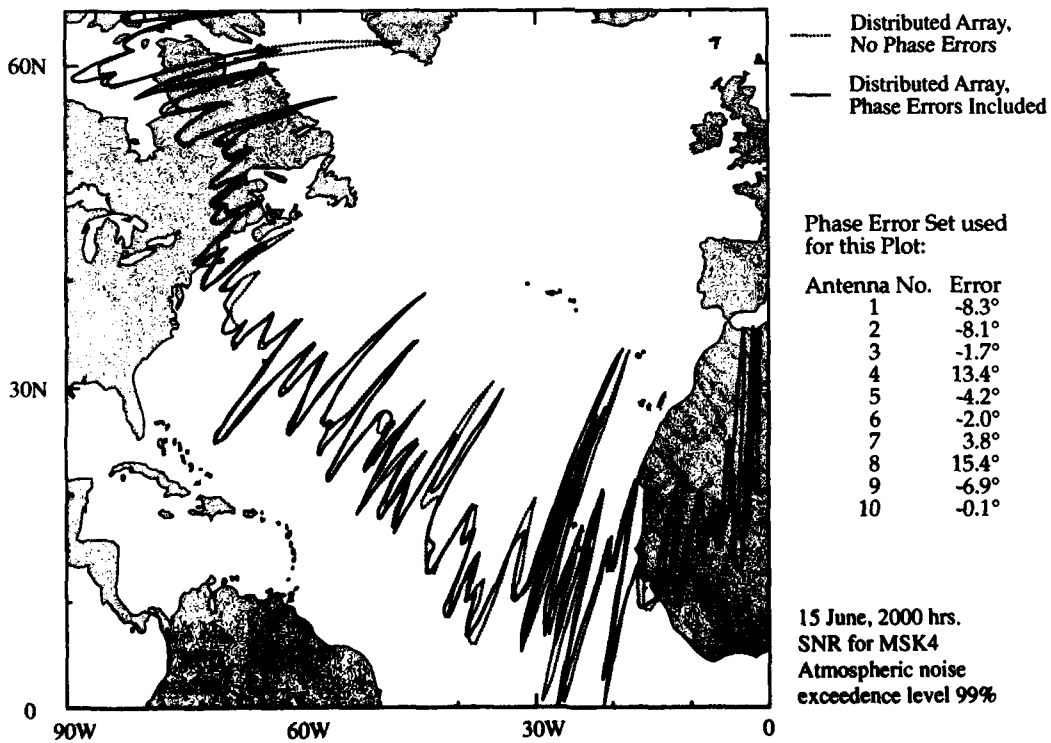 Distributed Array,
No Phase Errors
Distributed Array,
Phase Errors Included
60N
30N
0
90W
60W
30W
0
Phase Error Set used
for this Plot:
Antenna No. Error
1 -8.3°
2 -8.1°
3 -1.7°
4 13.4°
5 -4.2°
6 -2.0°
7 3.8°
8 15.4°
9 -6.9°
10 -0.1°
15 June, 2000 hrs.
SNR for MSK4
Atmospheric noise
exceedence level 99%